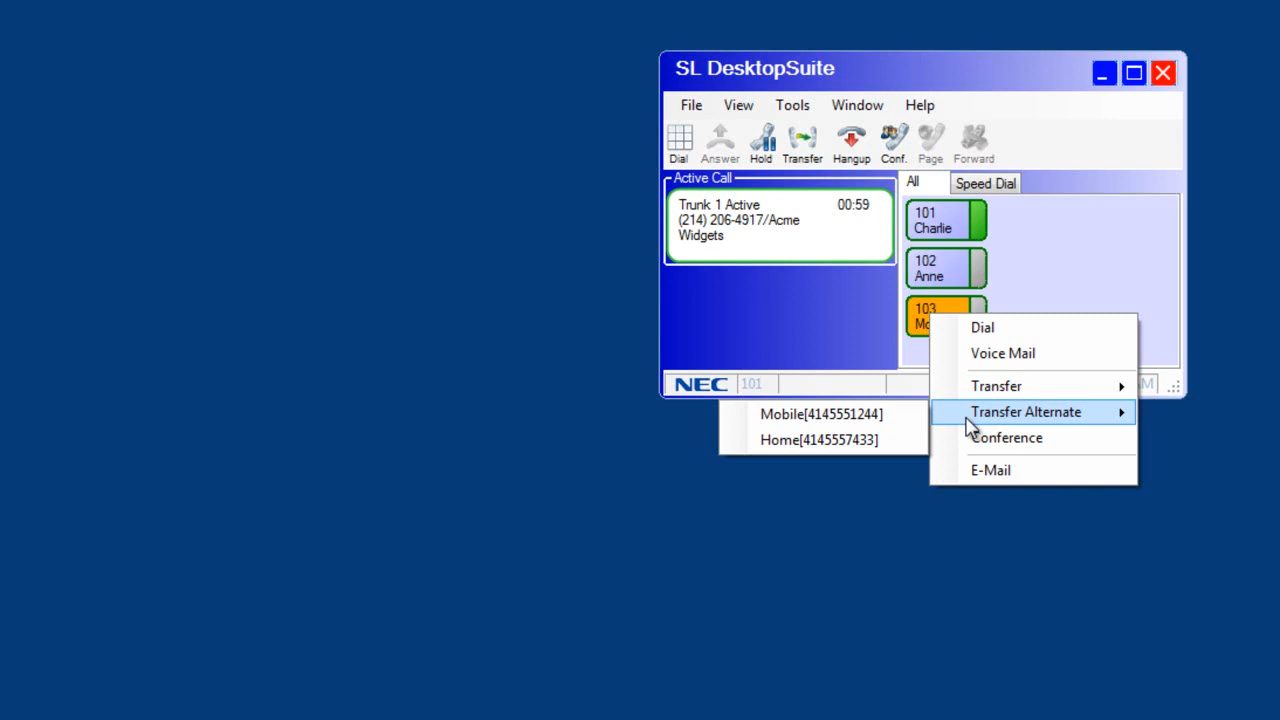 SL DesktopSuite
File View Tools Window Help
Dial Answer Hold Transfer Hangup Conf. Page Forward
Active Call
Trunk 1 Active 00:59
(214) 206-4917/Acme
Widgets
All Speed Dial
101
Charlie
102
Anne
103
Dial
Voice Mail
Transfer
Transfer Alternate
Conference
E-Mail
Mobile[4145551244]
Home[4145557433]
NEC 101